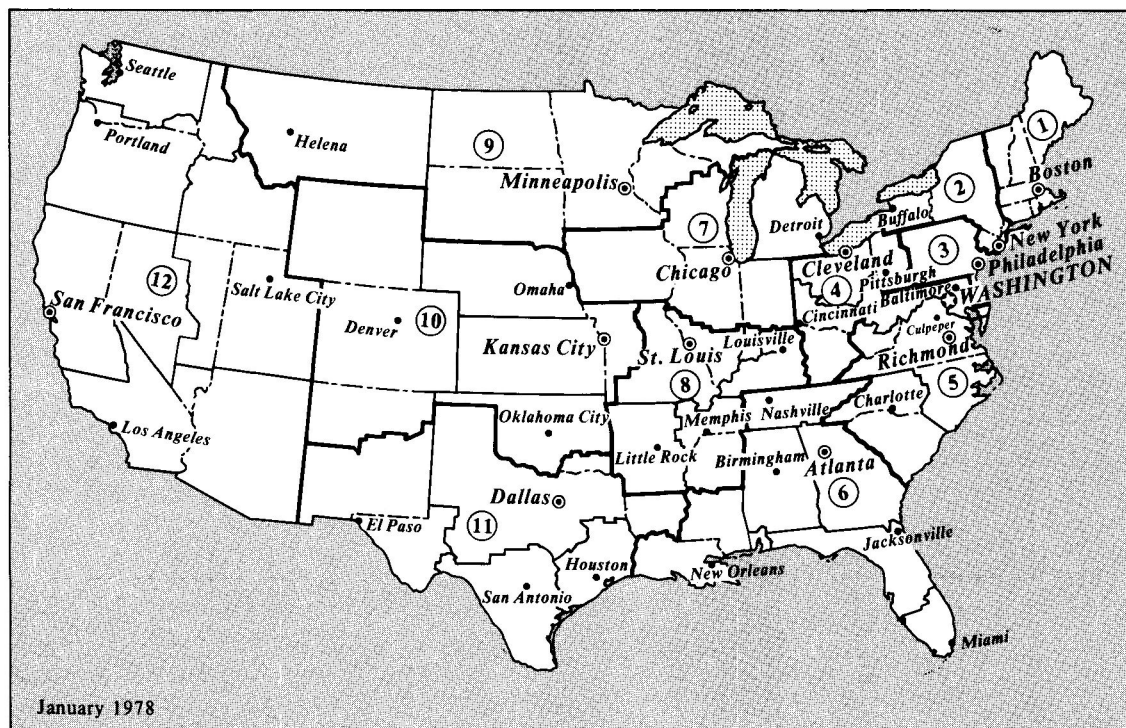 Seattle
Portland
Helena
9
Minneapolis
1
Boston
2
Buffalo
Detroit
7
Chicago
Cleveland
4
3
New York
Philadelphia
Pittsburgh
WASHINGTON
Baltimore
Cincinnati
12
San Francisco
Salt Lake City
Denver
10
Omaha
Kansas City
St. Louis
8
Louisville
Culpeper
Richmond
5
Charlotte
Los Angeles
Oklahoma City
Little Rock
Memphis
Nashville
Birmingham
Atlanta
6
Dallas
11
El Paso
Houston
San Antonio
New Orleans
Jacksonville
Miami
January 1978